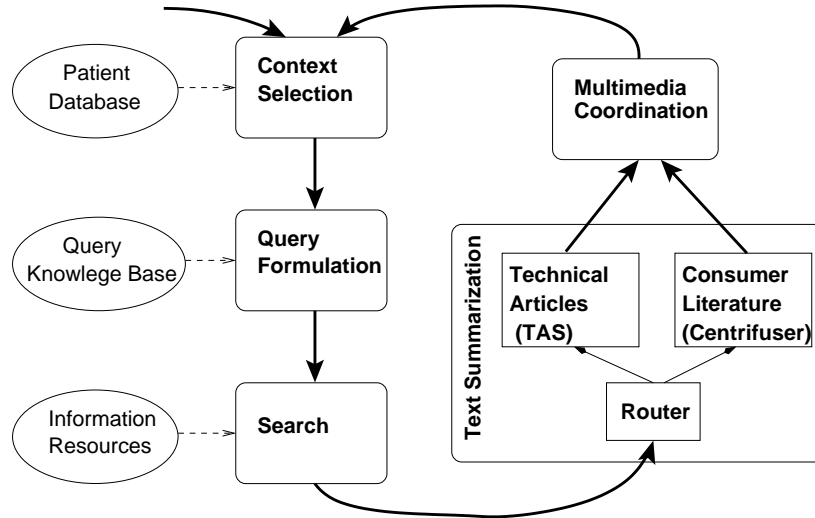 Patient
Database
Context
Selection
Multimedia
Coordination
Query
Knowlege Base
Query
Formulation
Text Summarization
Technical
Articles
(TAS)
Consumer
Literature
(Centrifuser)
Router
Information
Resources
Search